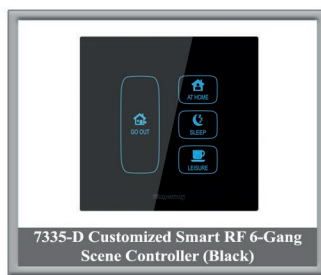 AT HOME
GO OUT
SLEEP
LEISURE
7335-D Customized Smart RF 6-Gang
Scene Controller (Black)